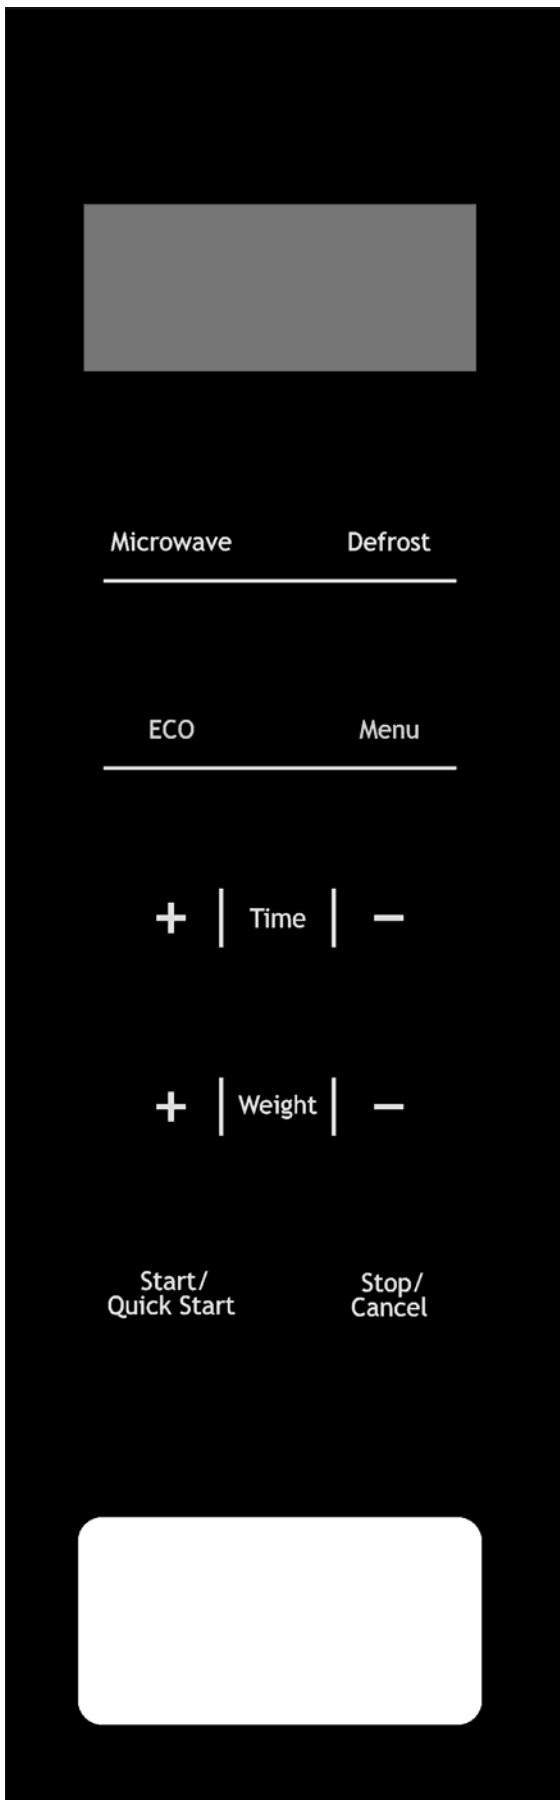 Microwave Defrost
ECO Menu
+ | Time | −
+ | Weight | −
Start/ Stop/
Quick Start Cancel